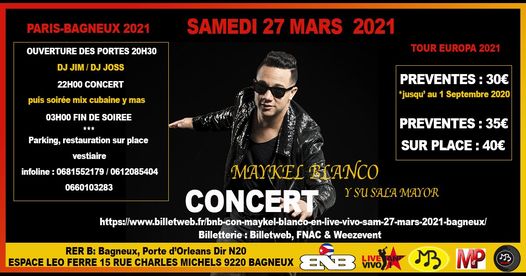 PARIS-BAGNEUX 2021
SAMEDI 27 MARS 2021
OUVERTURE DES PORTES 20H30
DJ JIM / DJ JOSS
22H00 CONCERT
puis soirée mix cubaine y mas
03H00 FIN DE SOIREE
***
Parking, restauration sur place
vestiaire
infoline : 0681552179 / 0612085404
0660103283
TOUR EUROPA 2021
PREVENTES : 30€
*jusqu' au 1 Septembre 2020
PREVENTES : 35€
SUR PLACE : 40€
MAYKEL BLANCO
Y SU SALA MAYOR
CONCERT
https://www.billetweb.fr/bnb-con-maykel-blanco-en-live-vivo-sam-27-mars-2021-bagneux/
Billetterie : Billetweb, FNAC & Weezevent
RER B: Bagneux, Porte d'Orleans Dir N20
ESPACE LEO FERRE 15 RUE CHARLES MICHELS 9220 BAGNEUX
BNB
LIVE
VIVO
MB
MP
MB